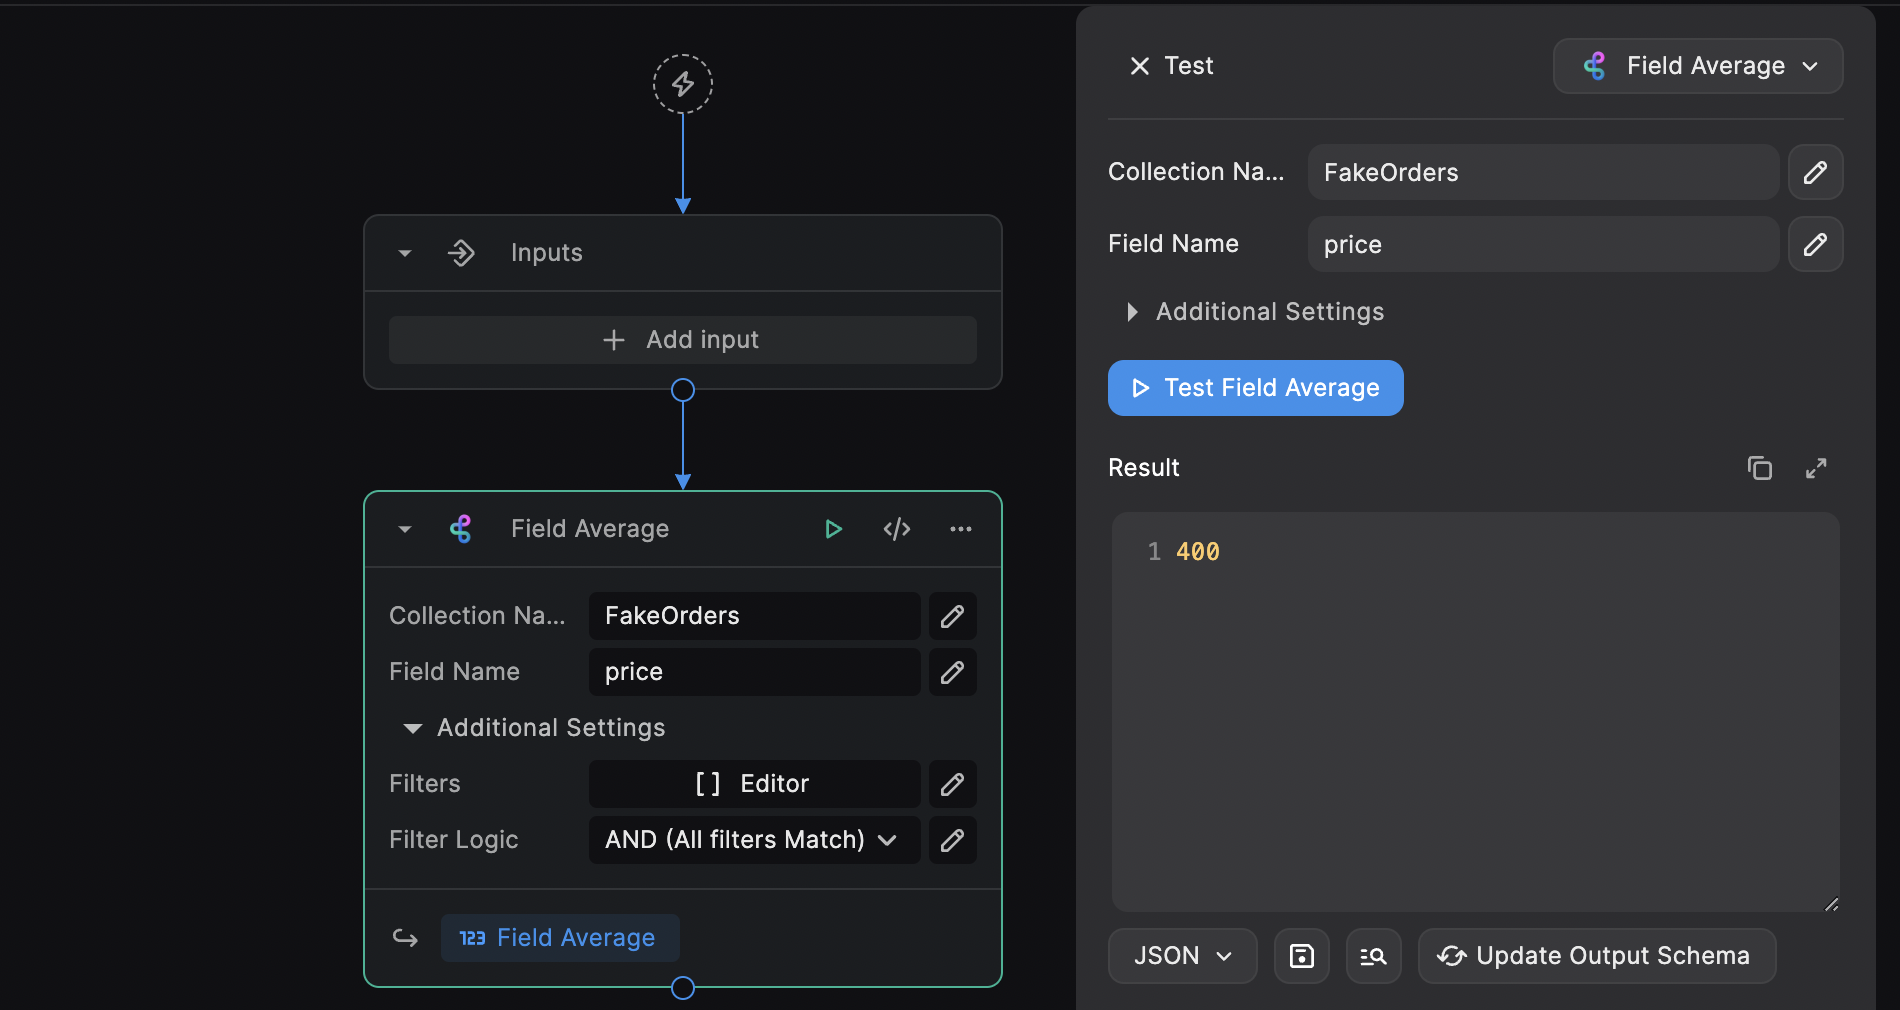 Inputs
Add input
Field Average
Collection Na...
FakeOrders
Field Name
price
Additional Settings
Filters
[ ] Editor
Filter Logic
AND (All filters Match)
123 Field Average
Test
Field Average
Collection Na...
FakeOrders
Field Name
price
Additional Settings
Test Field Average
Result
1 400
JSON
Update Output Schema